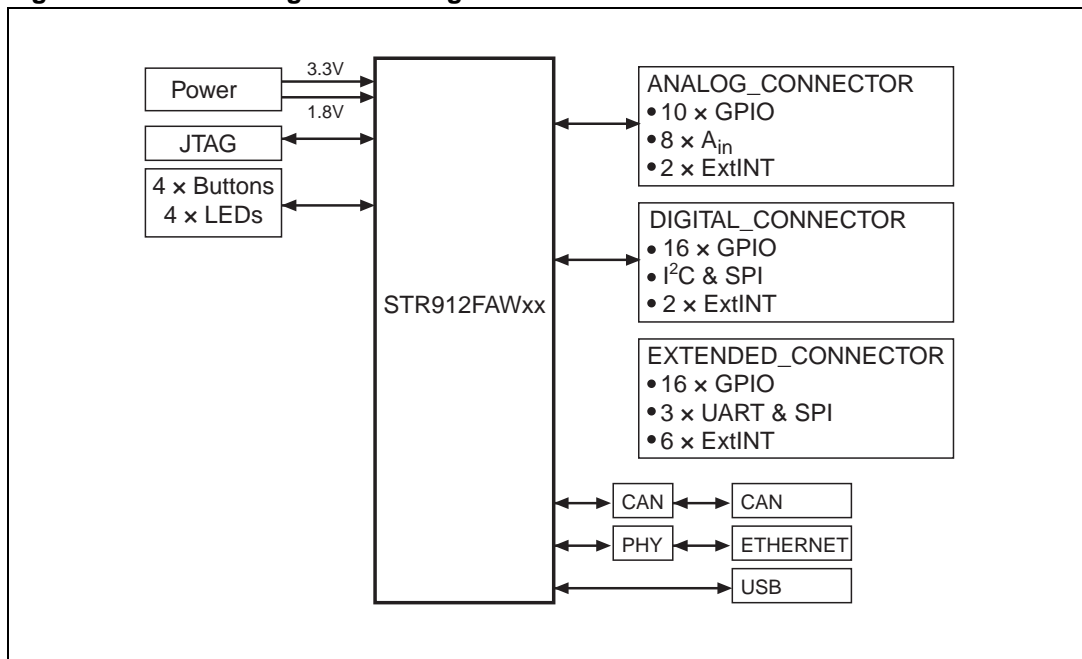 3.3V
Power
1.8V
JTAG
4 × Buttons
4 × LEDs
STR912FAWxx
ANALOG_CONNECTOR
• 10 × GPIO
• 8 × Ain
• 2 × ExtINT
DIGITAL_CONNECTOR
• 16 × GPIO
• I²C & SPI
• 2 × ExtINT
EXTENDED_CONNECTOR
• 16 × GPIO
• 3 × UART & SPI
• 6 × ExtINT
CAN CAN
PHY ETHERNET
USB